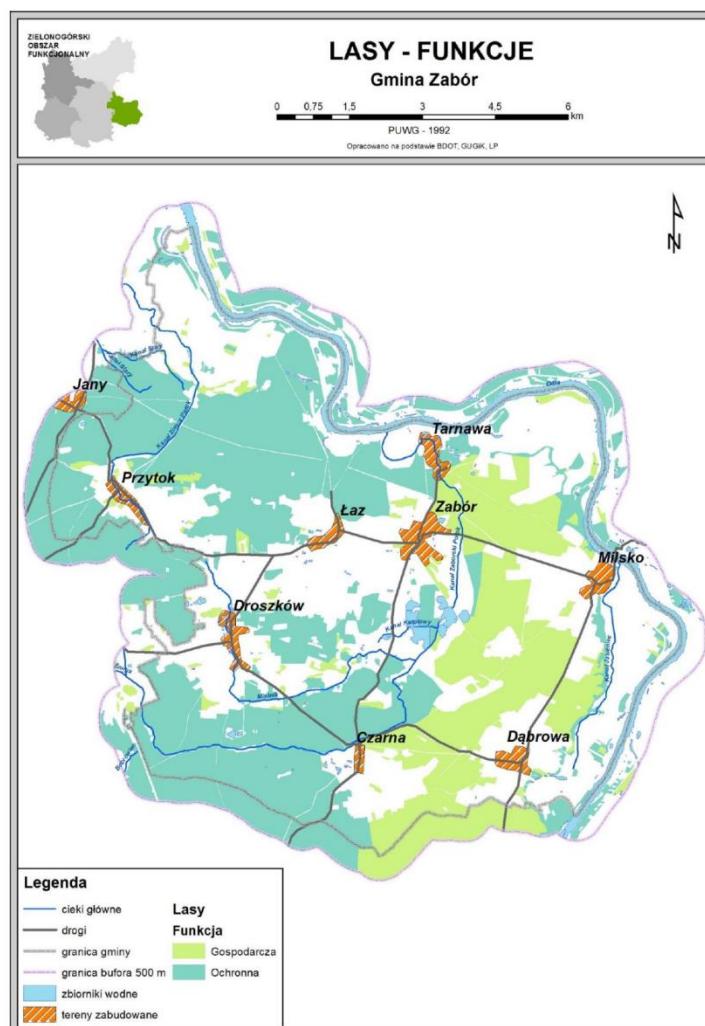 ZIELONOGÓRSKI
OBSZAR
FUNKCJONALNY
LASY - FUNKCJE
Gmina Zabór
0 0,75 1,5 3 4,5 6
km
PUWG - 1992
Opracowano na podstawie BDOT, GUGiK, LP
N
Jany
Tarnawa
Przytok
Łaz
Zabór
Milsko
Droszków
Czarna
Dąbrowa
Odra
Kanał Łaczny
Legenda
cieki główne
drogi
granica gminy
granica bufora 500 m
zbiorniki wodne
tereny zabudowane
Lasy
Funkcja
Gospodarcza
Ochronna